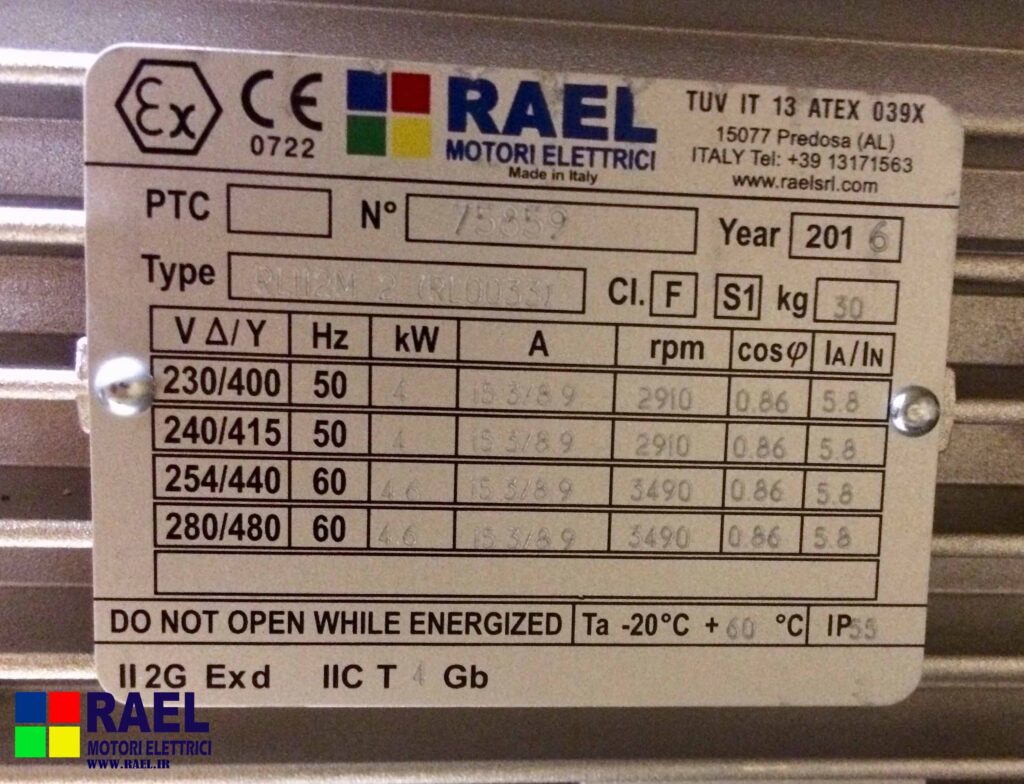 Ex CE 0722 RAEL MOTORI ELETTRICI Made in Italy
TUV IT 13 ATEX 039X
15077 Predosa (AL)
ITALY Tel: +39 13171563
www.raelsrl.com
PTC N° 75859 Year 2016
Type RL112M 2 (RL0033) Cl. F S1 kg 30
V Δ/Y Hz kW A rpm cosφ IA/IN
230/400 50 4 15.3/8.9 2910 0.86 5.8
240/415 50 4 15.3/8.9 2910 0.86 5.8
254/440 60 4.6 15.3/8.9 3490 0.86 5.8
280/480 60 4.6 15.3/8.9 3490 0.86 5.8
DO NOT OPEN WHILE ENERGIZED Ta -20°C +60 °C IP55
II 2G Ex d IIC T 4 Gb
RAEL
MOTORI ELETTRICI
WWW.RAEL.IR